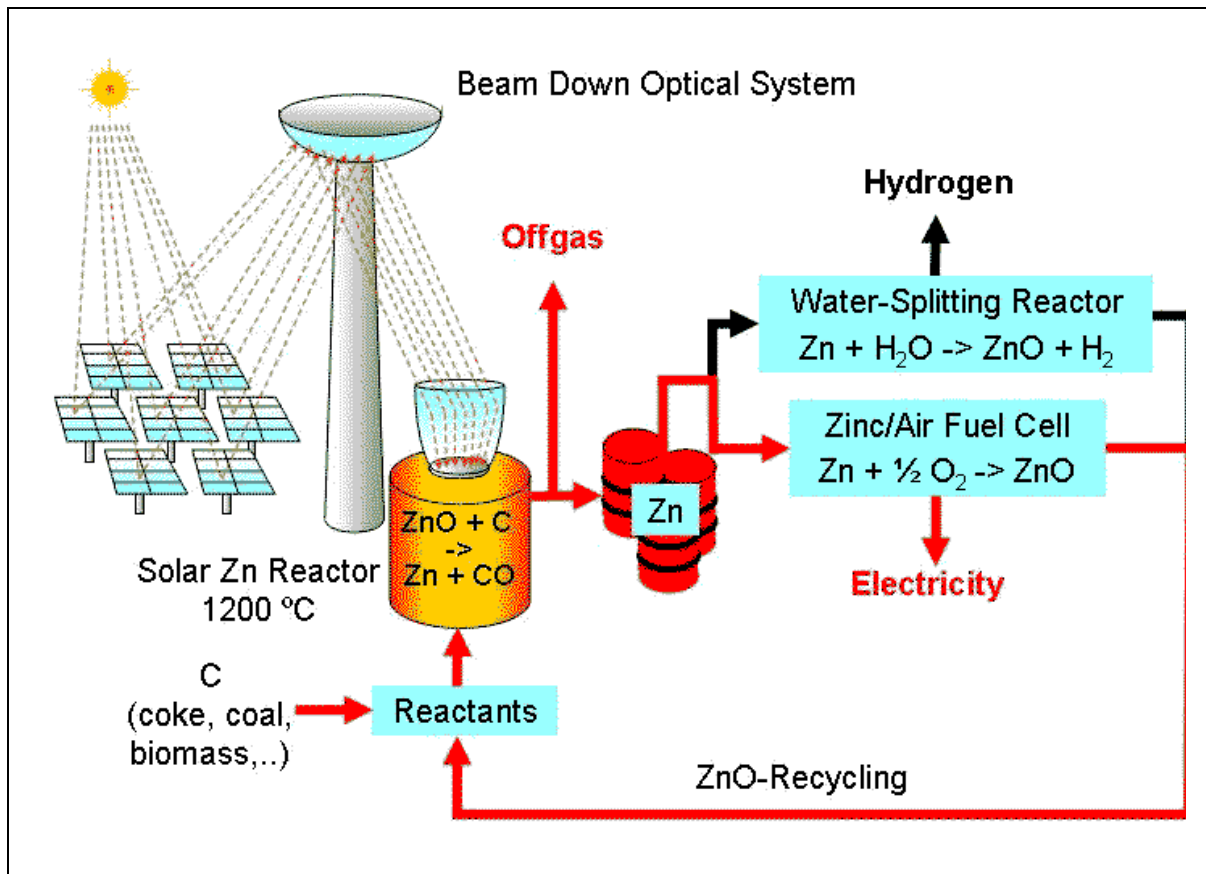 Beam Down Optical System
Hydrogen
Offgas
Water-Splitting Reactor
Zn + H₂O -> ZnO + H₂
Zinc/Air Fuel Cell
Zn + ½ O₂ -> ZnO
Zn
ZnO + C
->
Zn + CO
Solar Zn Reactor
1200 ºC
Electricity
C
(coke, coal,
biomass,..)
Reactants
ZnO-Recycling